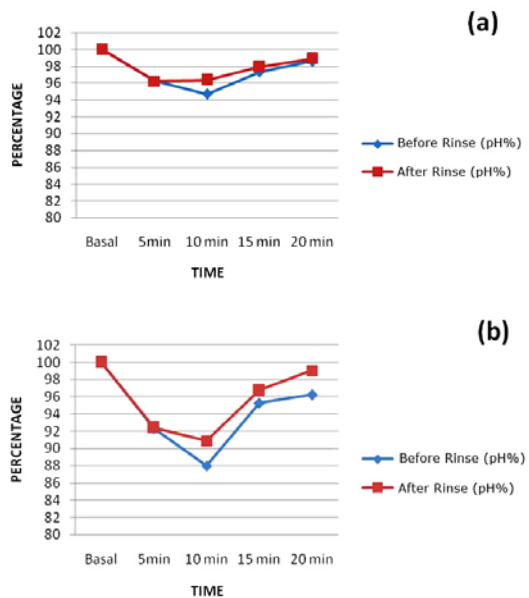 (a)
102
100
98
96
94
92
90
88
86
84
82
80
PERCENTAGE
Basal 5min 10 min 15 min 20 min
TIME
Before Rinse (pH%)
After Rinse (pH%)
(b)
102
100
98
96
94
92
90
88
86
84
82
80
PERCENTAGE
Basal 5min 10 min 15 min 20 min
TIME
Before Rinse (pH%)
After Rinse (pH%)